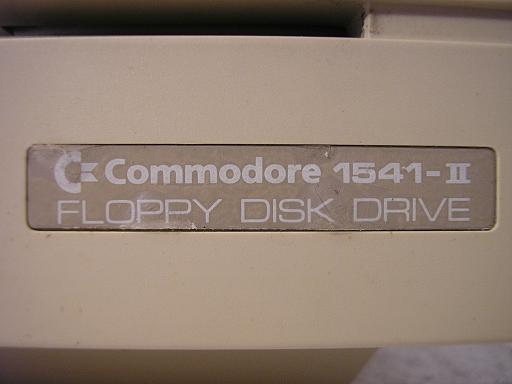 Commodore 1541-II
FLOPPY DISK DRIVE